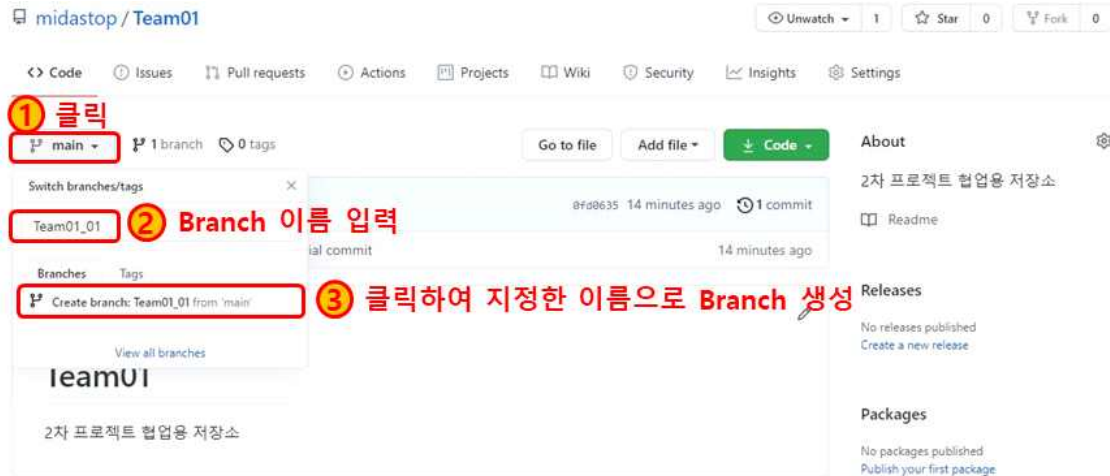 midastop / Team01
Unwatch 1 Star 0 Fork 0
Code Issues Pull requests Actions Projects Wiki Security Insights Settings
1 클릭
main 1 branch 0 tags Go to file Add file Code
Switch branches/tags
Team01_01
2 Branch 이름 입력
0fd0635 14 minutes ago 1 commit
ial commit 14 minutes ago
Branches Tags
Create branch: Team01_01 from 'main'
3 클릭하여 지정한 이름으로 Branch 생성
View all branches
Team01
2차 프로젝트 협업용 저장소
About
2차 프로젝트 협업용 저장소
Readme
Releases
No releases published
Create a new release
Packages
No packages published
Publish your first package